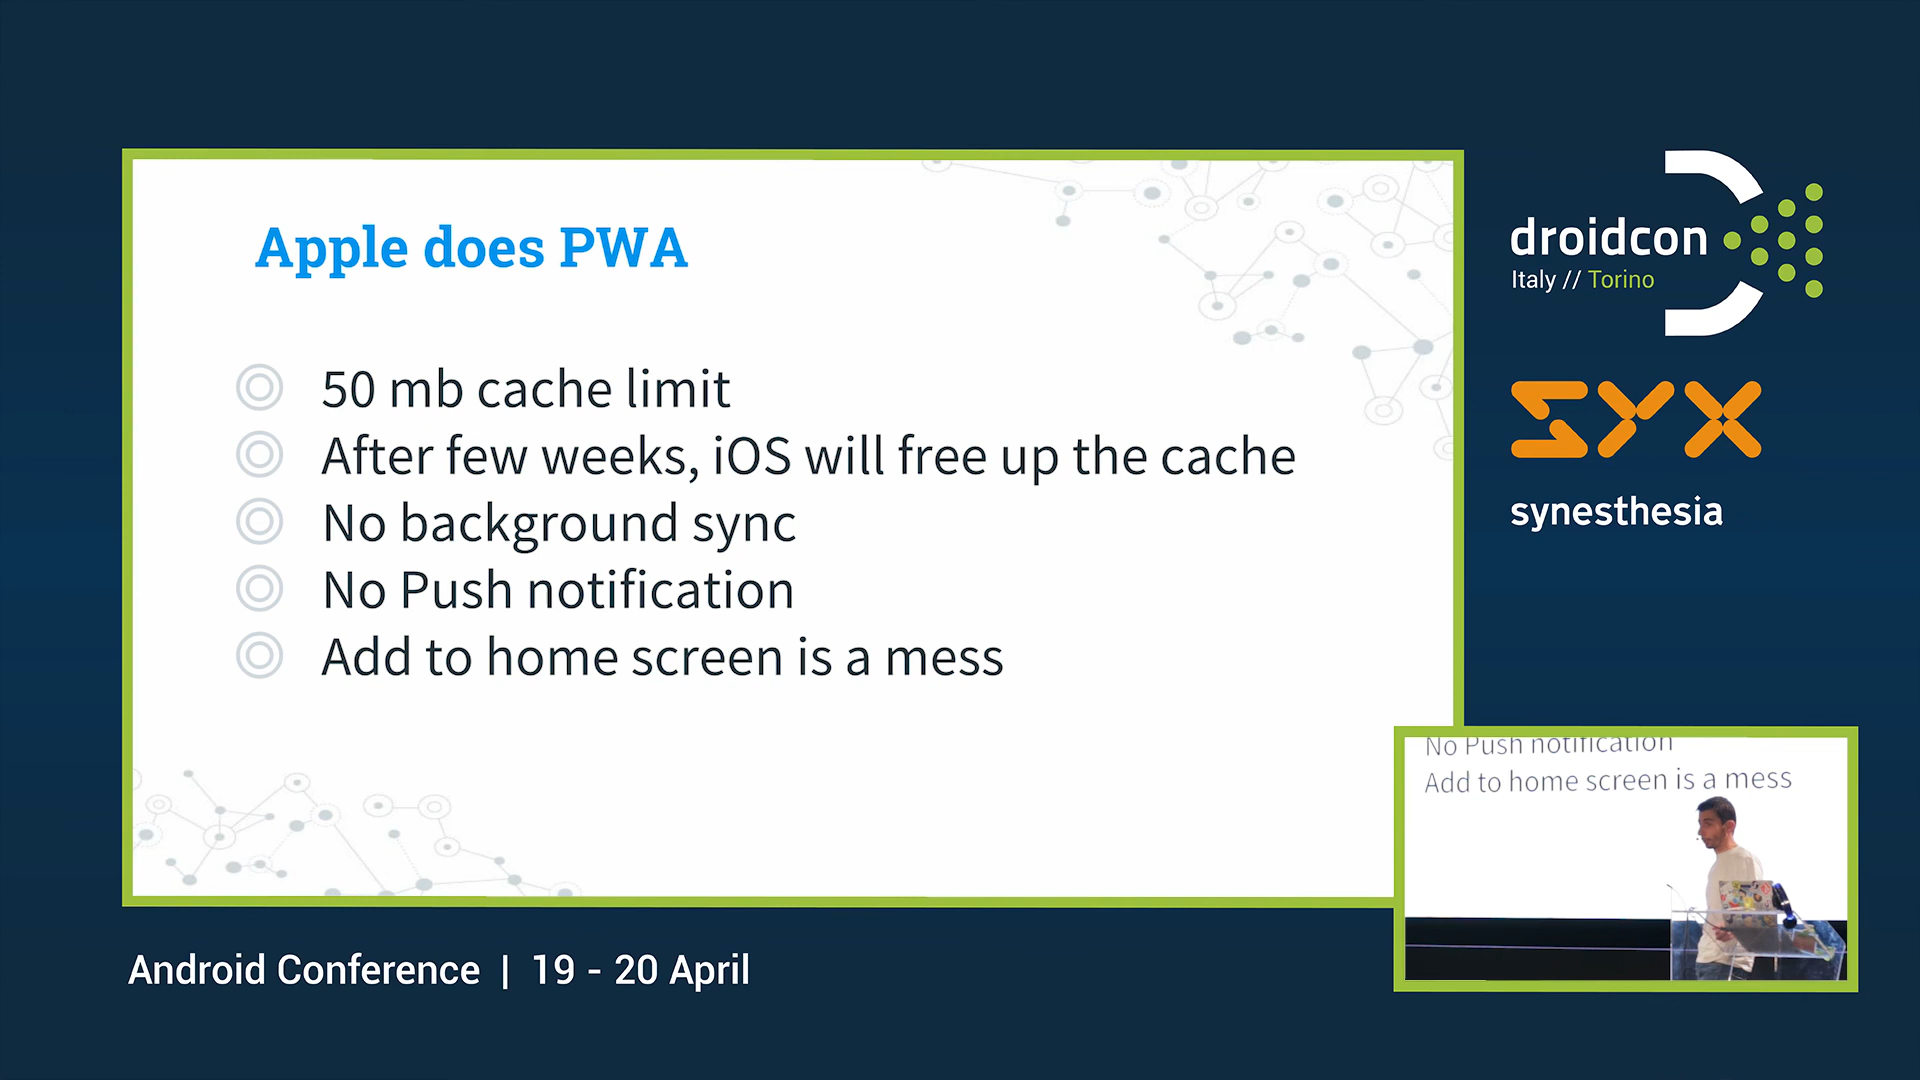 Apple does PWA
50 mb cache limit
After few weeks, iOS will free up the cache
No background sync
No Push notification
Add to home screen is a mess
droidcon
Italy // Torino
SYX
synesthesia
No Push notification
Add to home screen is a mess
Android Conference | 19 - 20 April